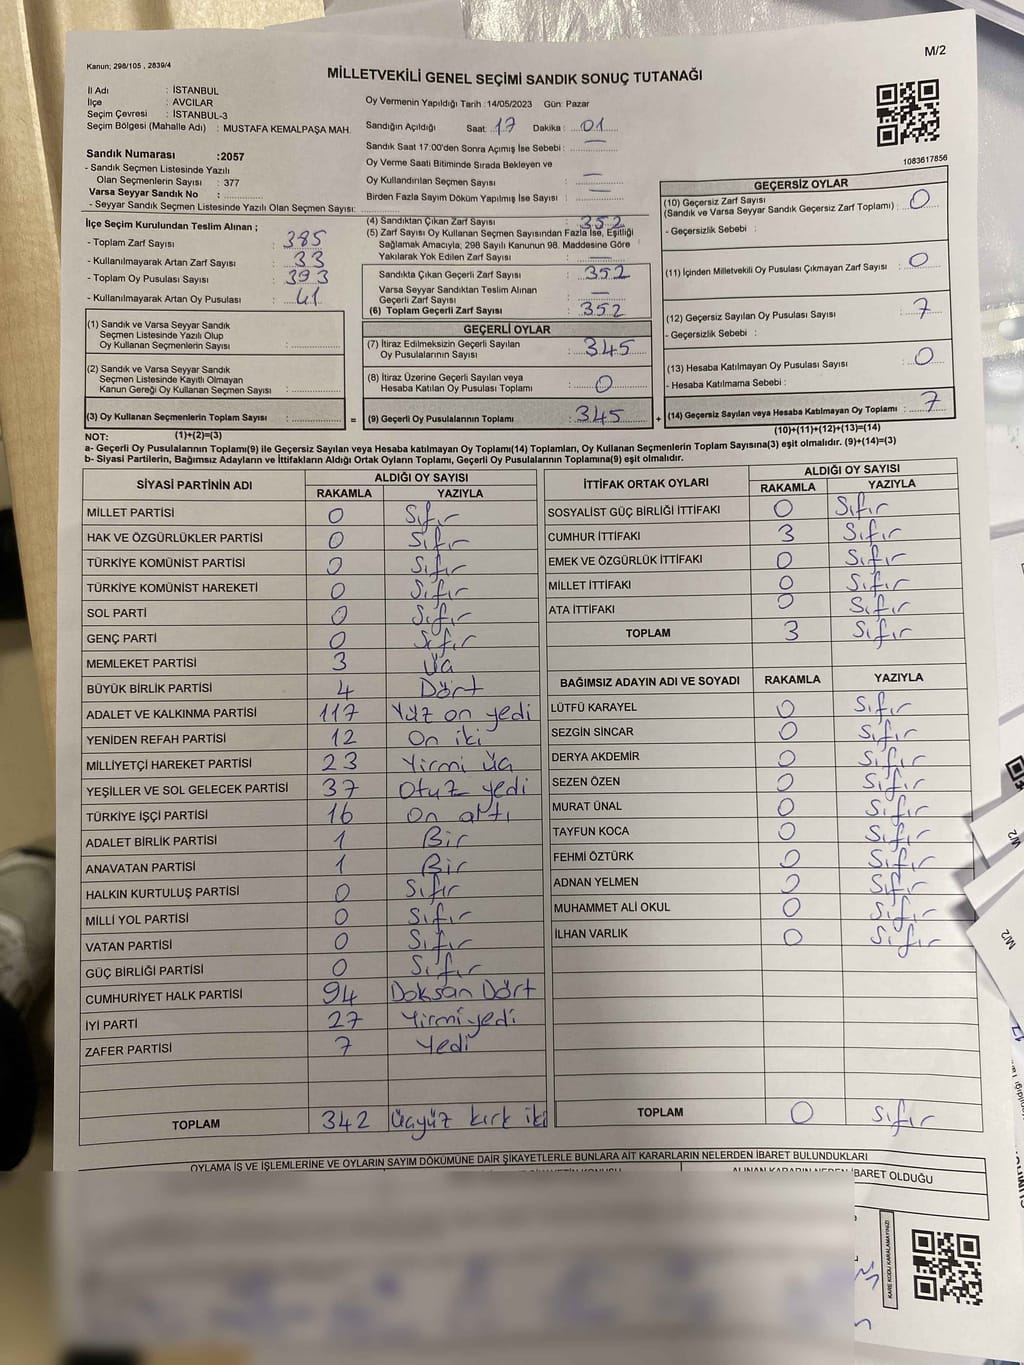 M/2
Kanun; 298/105 , 2839/4
MİLLETVEKİLİ GENEL SEÇİMİ SANDIK SONUÇ TUTANAĞI
İl Adı : İSTANBUL
İlçe : AVCILAR
Seçim Çevresi : İSTANBUL-3
Seçim Bölgesi (Mahalle Adı) : MUSTAFA KEMALPAŞA MAH.
Sandık Numarası :2057
- Sandık Seçmen Listesinde Yazılı
Olan Seçmenlerin Sayısı : 377
Varsa Seyyar Sandık No :
- Seyyar Sandık Seçmen Listesinde Yazılı Olan Seçmen Sayısı:
Oy Vermenin Yapıldığı Tarih :14/05/2023 Gün: Pazar
Sandığın Açıldığı Saat: 17 Dakika : 01
Sandık Saat 17:00'den Sonra Açımış İse Sebebi : —
Oy Verme Saati Bitiminde Sırada Bekleyen ve
Oy Kullandırılan Seçmen Sayısı : —
Birden Fazla Sayım Döküm Yapılmış İse Sayısı : —
1083617856
İlçe Seçim Kurulundan Teslim Alınan ;
- Toplam Zarf Sayısı : 385
- Kullanılmayarak Artan Zarf Sayısı : 33
- Toplam Oy Pusulası Sayısı : 393
- Kullanılmayarak Artan Oy Pusulası : 41
(1) Sandık ve Varsa Seyyar Sandık
Seçmen Listesinde Yazılı Olup
Oy Kullanan Seçmenlerin Sayısı :
(2) Sandık ve Varsa Seyyar Sandık
Seçmen Listesinde Kayıtlı Olmayan
Kanun Gereği Oy Kullanan Seçmen Sayısı :
(3) Oy Kullanan Seçmenlerin Toplam Sayısı : =
(1)+(2)=(3)
(4) Sandıktan Çıkan Zarf Sayısı : 352
(5) Zarf Sayısı Oy Kullanan Seçmen Sayısından Fazla İse, Eşitliği
Sağlamak Amacıyla, 298 Sayılı Kanunun 98. Maddesine Göre
Yakılarak Yok Edilen Zarf Sayısı : —
Sandıkta Çıkan Geçerli Zarf Sayısı : 352
Varsa Seyyar Sandıktan Teslim Alınan
Geçerli Zarf Sayısı : —
(6) Toplam Geçerli Zarf Sayısı : 352
GEÇERLİ OYLAR
(7) İtiraz Edilmeksizin Geçerli Sayılan
Oy Pusulalarının Sayısı : 345
(8) İtiraz Üzerine Geçerli Sayılan veya
Hesaba Katılan Oy Pusulası Toplamı : 0
(9) Geçerli Oy Pusulalarının Toplamı : 345 +
GEÇERSİZ OYLAR
(10) Geçersiz Zarf Sayısı
(Sandık ve Varsa Seyyar Sandık Geçersiz Zarf Toplamı) : 0
- Geçersizlik Sebebi :
(11) İçinden Milletvekili Oy Pusulası Çıkmayan Zarf Sayısı : 0
(12) Geçersiz Sayılan Oy Pusulası Sayısı : 7
- Geçersizlik Sebebi :
(13) Hesaba Katılmayan Oy Pusulası Sayısı : 0
- Hesaba Katılmama Sebebi :
(14) Geçersiz Sayılan veya Hesaba Katılmayan Oy Toplamı : 7
(10)+(11)+(12)+(13)=(14)
NOT:
a- Geçerli Oy Pusulalarının Toplamı(9) ile Geçersiz Sayılan veya Hesaba katılmayan Oy Toplamı(14) Toplamları, Oy Kullanan Seçmenlerin Toplam Sayısına(3) eşit olmalıdır. (9)+(14)=(3)
b- Siyasi Partilerin, Bağımsız Adayların ve İttifakların Aldığı Ortak Oyların Toplamı, Geçerli Oy Pusulalarının Toplamına(9) eşit olmalıdır.
SİYASİ PARTİNİN ADI ALDIĞI OY SAYISI
RAKAMLA YAZIYLA
MİLLET PARTİSİ 0 Sıfır
HAK VE ÖZGÜRLÜKLER PARTİSİ 0 Sıfır
TÜRKİYE KOMÜNİST PARTİSİ 0 Sıfır
TÜRKİYE KOMÜNİST HAREKETİ 0 Sıfır
SOL PARTİ 0 Sıfır
GENÇ PARTİ 0 Sıfır
MEMLEKET PARTİSİ 3 Üç
BÜYÜK BİRLİK PARTİSİ 4 Dört
ADALET VE KALKINMA PARTİSİ 117 Yüz on yedi
YENİDEN REFAH PARTİSİ 12 On iki
MİLLİYETÇİ HAREKET PARTİSİ 23 Yirmi üç
YEŞİLLER VE SOL GELECEK PARTİSİ 37 Otuz yedi
TÜRKİYE İŞÇİ PARTİSİ 16 On altı
ADALET BİRLİK PARTİSİ 1 Bir
ANAVATAN PARTİSİ 1 Bir
HALKIN KURTULUŞ PARTİSİ 0 Sıfır
MİLLİ YOL PARTİSİ 0 Sıfır
VATAN PARTİSİ 0 Sıfır
GÜÇ BİRLİĞİ PARTİSİ 0 Sıfır
CUMHURİYET HALK PARTİSİ 94 Doksan Dört
İYİ PARTİ 27 Yirmi yedi
ZAFER PARTİSİ 7 Yedi
TOPLAM 342 Üçyüz kırk iki
İTTİFAK ORTAK OYLARI ALDIĞI OY SAYISI
RAKAMLA YAZIYLA
SOSYALİST GÜÇ BİRLİĞİ İTTİFAKI 0 Sıfır
CUMHUR İTTİFAKI 3 Sıfır
EMEK VE ÖZGÜRLÜK İTTİFAKI 0 Sıfır
MİLLET İTTİFAKI 0 Sıfır
ATA İTTİFAKI 0 Sıfır
TOPLAM 3 Sıfır
BAĞIMSIZ ADAYIN ADI VE SOYADI RAKAMLA YAZIYLA
LÜTFÜ KARAYEL 0 Sıfır
SEZGİN SİNCAR 0 Sıfır
DERYA AKDEMİR 0 Sıfır
SEZEN ÖZEN 0 Sıfır
MURAT ÜNAL 0 Sıfır
TAYFUN KOCA 0 Sıfır
FEHMİ ÖZTÜRK 0 Sıfır
ADNAN YELMEN 0 Sıfır
MUHAMMET ALİ OKUL 0 Sıfır
İLHAN VARLIK 0 Sıfır
TOPLAM 0 Sıfır
OYLAMA İŞ VE İŞLEMLERİNE VE OYLARIN SAYIM DÖKÜMÜNE DAİR ŞİKAYETLERLE BUNLARA AİT KARARLARIN NELERDEN İBARET BULUNDUKLARI
ALINAN KARARIN NEDEN İBARET OLDUĞU
KARE KODU KARALAMAYINIZ!
M/2
M/2